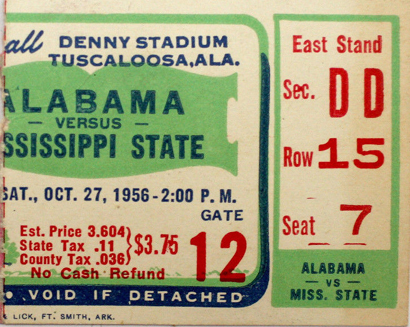 all DENNY STADIUM
TUSCALOOSA, ALA.
ALABAMA
— VERSUS —
SSISSIPPI STATE
SAT., OCT. 27, 1956-2:00 P. M.
GATE
12
Est. Price 3.604
State Tax .11
County Tax .036
$3.75
No Cash Refund
• VOID IF DETACHED
LICK, FT. SMITH, ARK.
East Stand
Sec. DD
Row 15
Seat 7
ALABAMA
— VS —
MISS. STATE